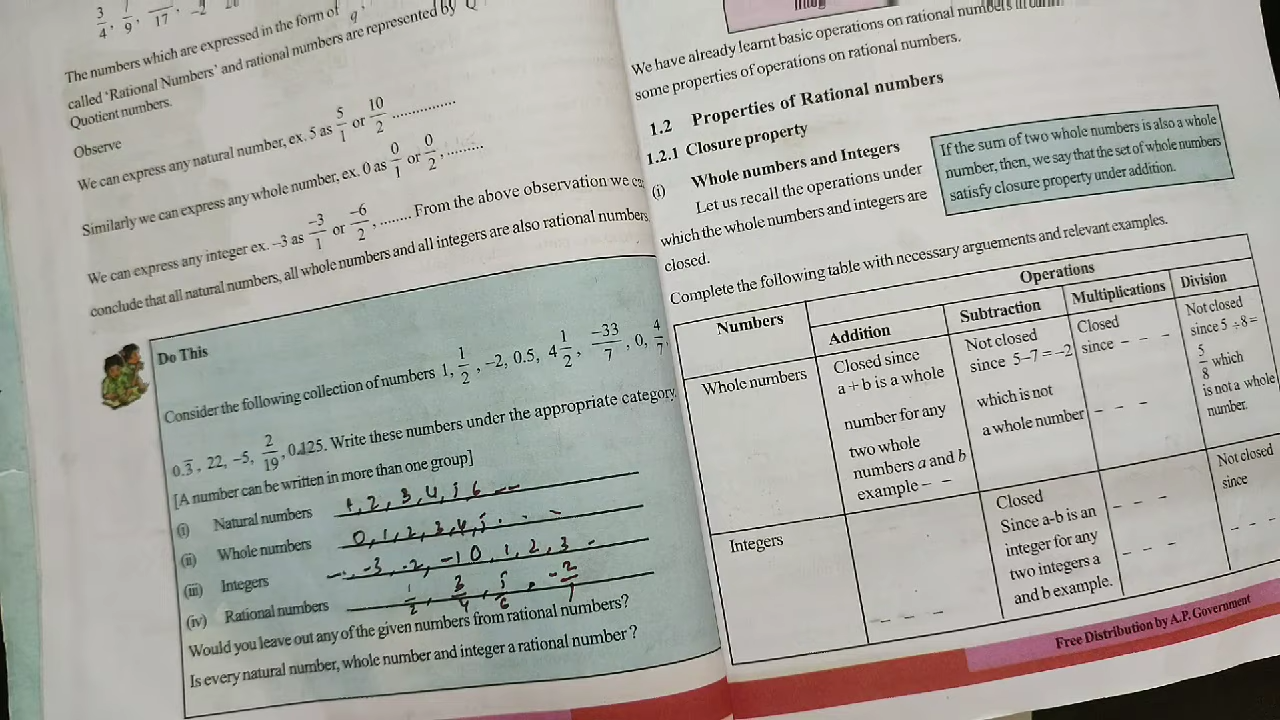 3/4, 1/9, /17, -2
The numbers which are expressed in the form of q
called 'Rational Numbers' and rational numbers are represented by Q
Quotient numbers.
Observe
We can express any natural number, ex. 5 as 5/1 or 10/2 ..............
Similarly we can express any whole number, ex. 0 as 0/1 or 0/2, .........
We can express any integer ex. –3 as -3/1 or -6/2, ........ From the above observation we
conclude that all natural numbers, all whole numbers and all integers are also rational numbers
Do This
Consider the following collection of numbers 1, 1/2, –2, 0.5, 4 1/2, -33/7, 0, 4/7,
0.3̅, 22, –5, 2/19, 0.125. Write these numbers under the appropriate category.
[A number can be written in more than one group]
(i) Natural numbers 1, 2, 3, 4, 5 6 --
(ii) Whole numbers 0, 1, 2, 3, 4, 5 . . -
(iii) Integers -3, -2, -1 0, 1, 2, 3 -
(iv) Rational numbers 1/2, 3/4, 5/6, -2/1
Would you leave out any of the given numbers from rational numbers?
Is every natural number, whole number and integer a rational number ?
We have already learnt basic operations on rational numbers
some properties of operations on rational numbers.
1.2 Properties of Rational numbers
1.2.1 Closure property
(i) Whole numbers and Integers
Let us recall the operations under
which the whole numbers and integers are
closed.
If the sum of two whole numbers is also a whole
number, then, we say that the set of whole numbers
satisfy closure property under addition.
Complete the following table with necessary arguements and relevant examples.
Numbers
Operations
Addition
Subtraction
Multiplications
Division
Whole numbers
Closed since
a + b is a whole
number for any
two whole
numbers a and b
example – –
Not closed
since 5–7 = –2
which is not
a whole number
Closed
since – – –
– – –
Not closed
since 5 ÷8 =
5/8 which
is not a whole
number.
Integers
– – –
Closed
Since a-b is an
integer for any
two integers a
and b example.
– – –
– – –
Not closed
since
– – –
Free Distribution by A.P. Government